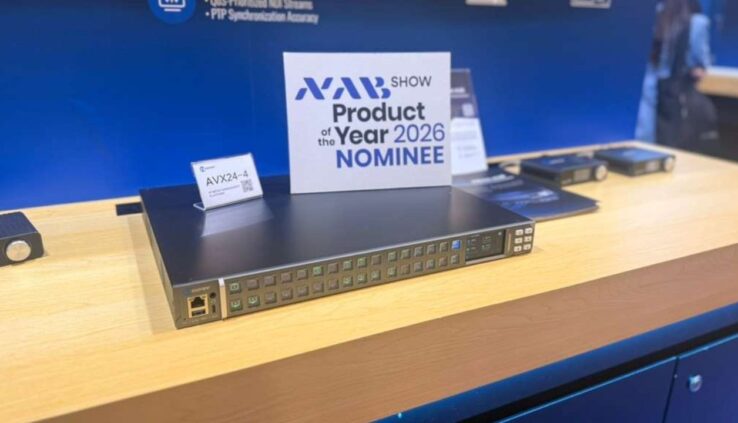 • QoS-Prioritized NDI Streams
• PTP Synchronization Accuracy
NAB SHOW
Product
of the Year 2026
NOMINEE
AVX24-4